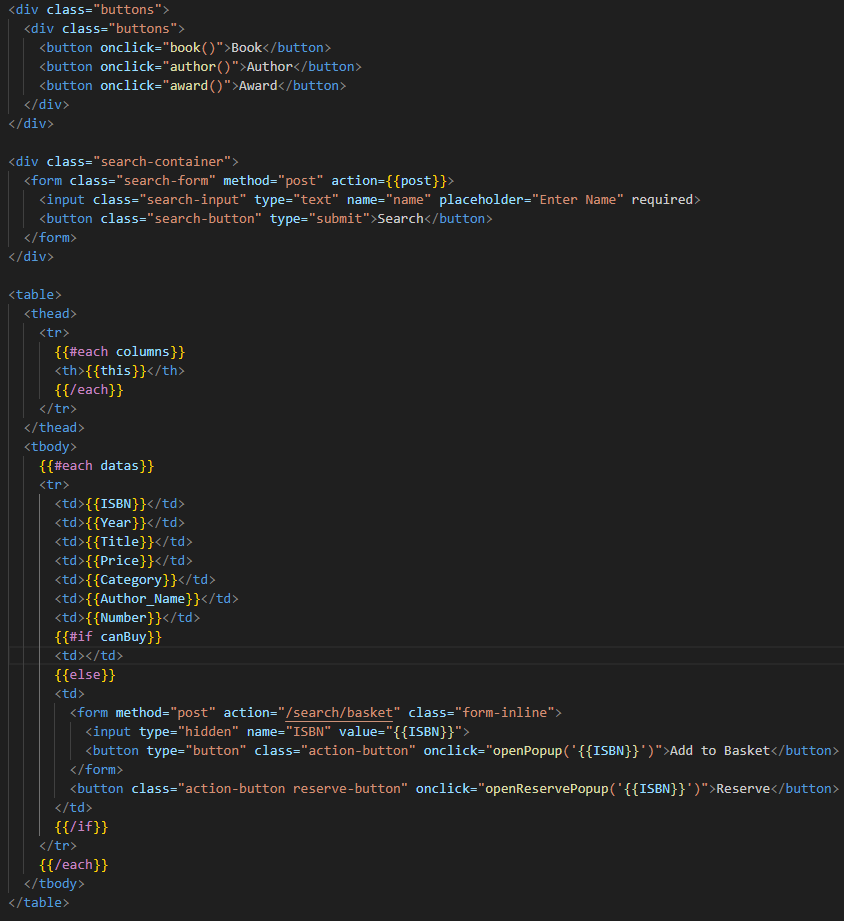 <div class="buttons">
  <div class="buttons">
    <button onclick="book()">Book</button>
    <button onclick="author()">Author</button>
    <button onclick="award()">Award</button>
  </div>
</div>

<div class="search-container">
  <form class="search-form" method="post" action={{post}}>
    <input class="search-input" type="text" name="name" placeholder="Enter Name" required>
    <button class="search-button" type="submit">Search</button>
  </form>
</div>

<table>
  <thead>
    <tr>
      {{#each columns}}
      <th>{{this}}</th>
      {{/each}}
    </tr>
  </thead>
  <tbody>
    {{#each datas}}
    <tr>
      <td>{{ISBN}}</td>
      <td>{{Year}}</td>
      <td>{{Title}}</td>
      <td>{{Price}}</td>
      <td>{{Category}}</td>
      <td>{{Author_Name}}</td>
      <td>{{Number}}</td>
      {{#if canBuy}}
      <td></td>
      {{else}}
      <td>
        <form method="post" action="/search/basket" class="form-inline">
          <input type="hidden" name="ISBN" value="{{ISBN}}">
          <button type="button" class="action-button" onclick="openPopup('{{ISBN}}')">Add to Basket</button>
        </form>
        <button class="action-button reserve-button" onclick="openReservePopup('{{ISBN}}')">Reserve</button>
      </td>
      {{/if}}
    </tr>
    {{/each}}
  </tbody>
</table>